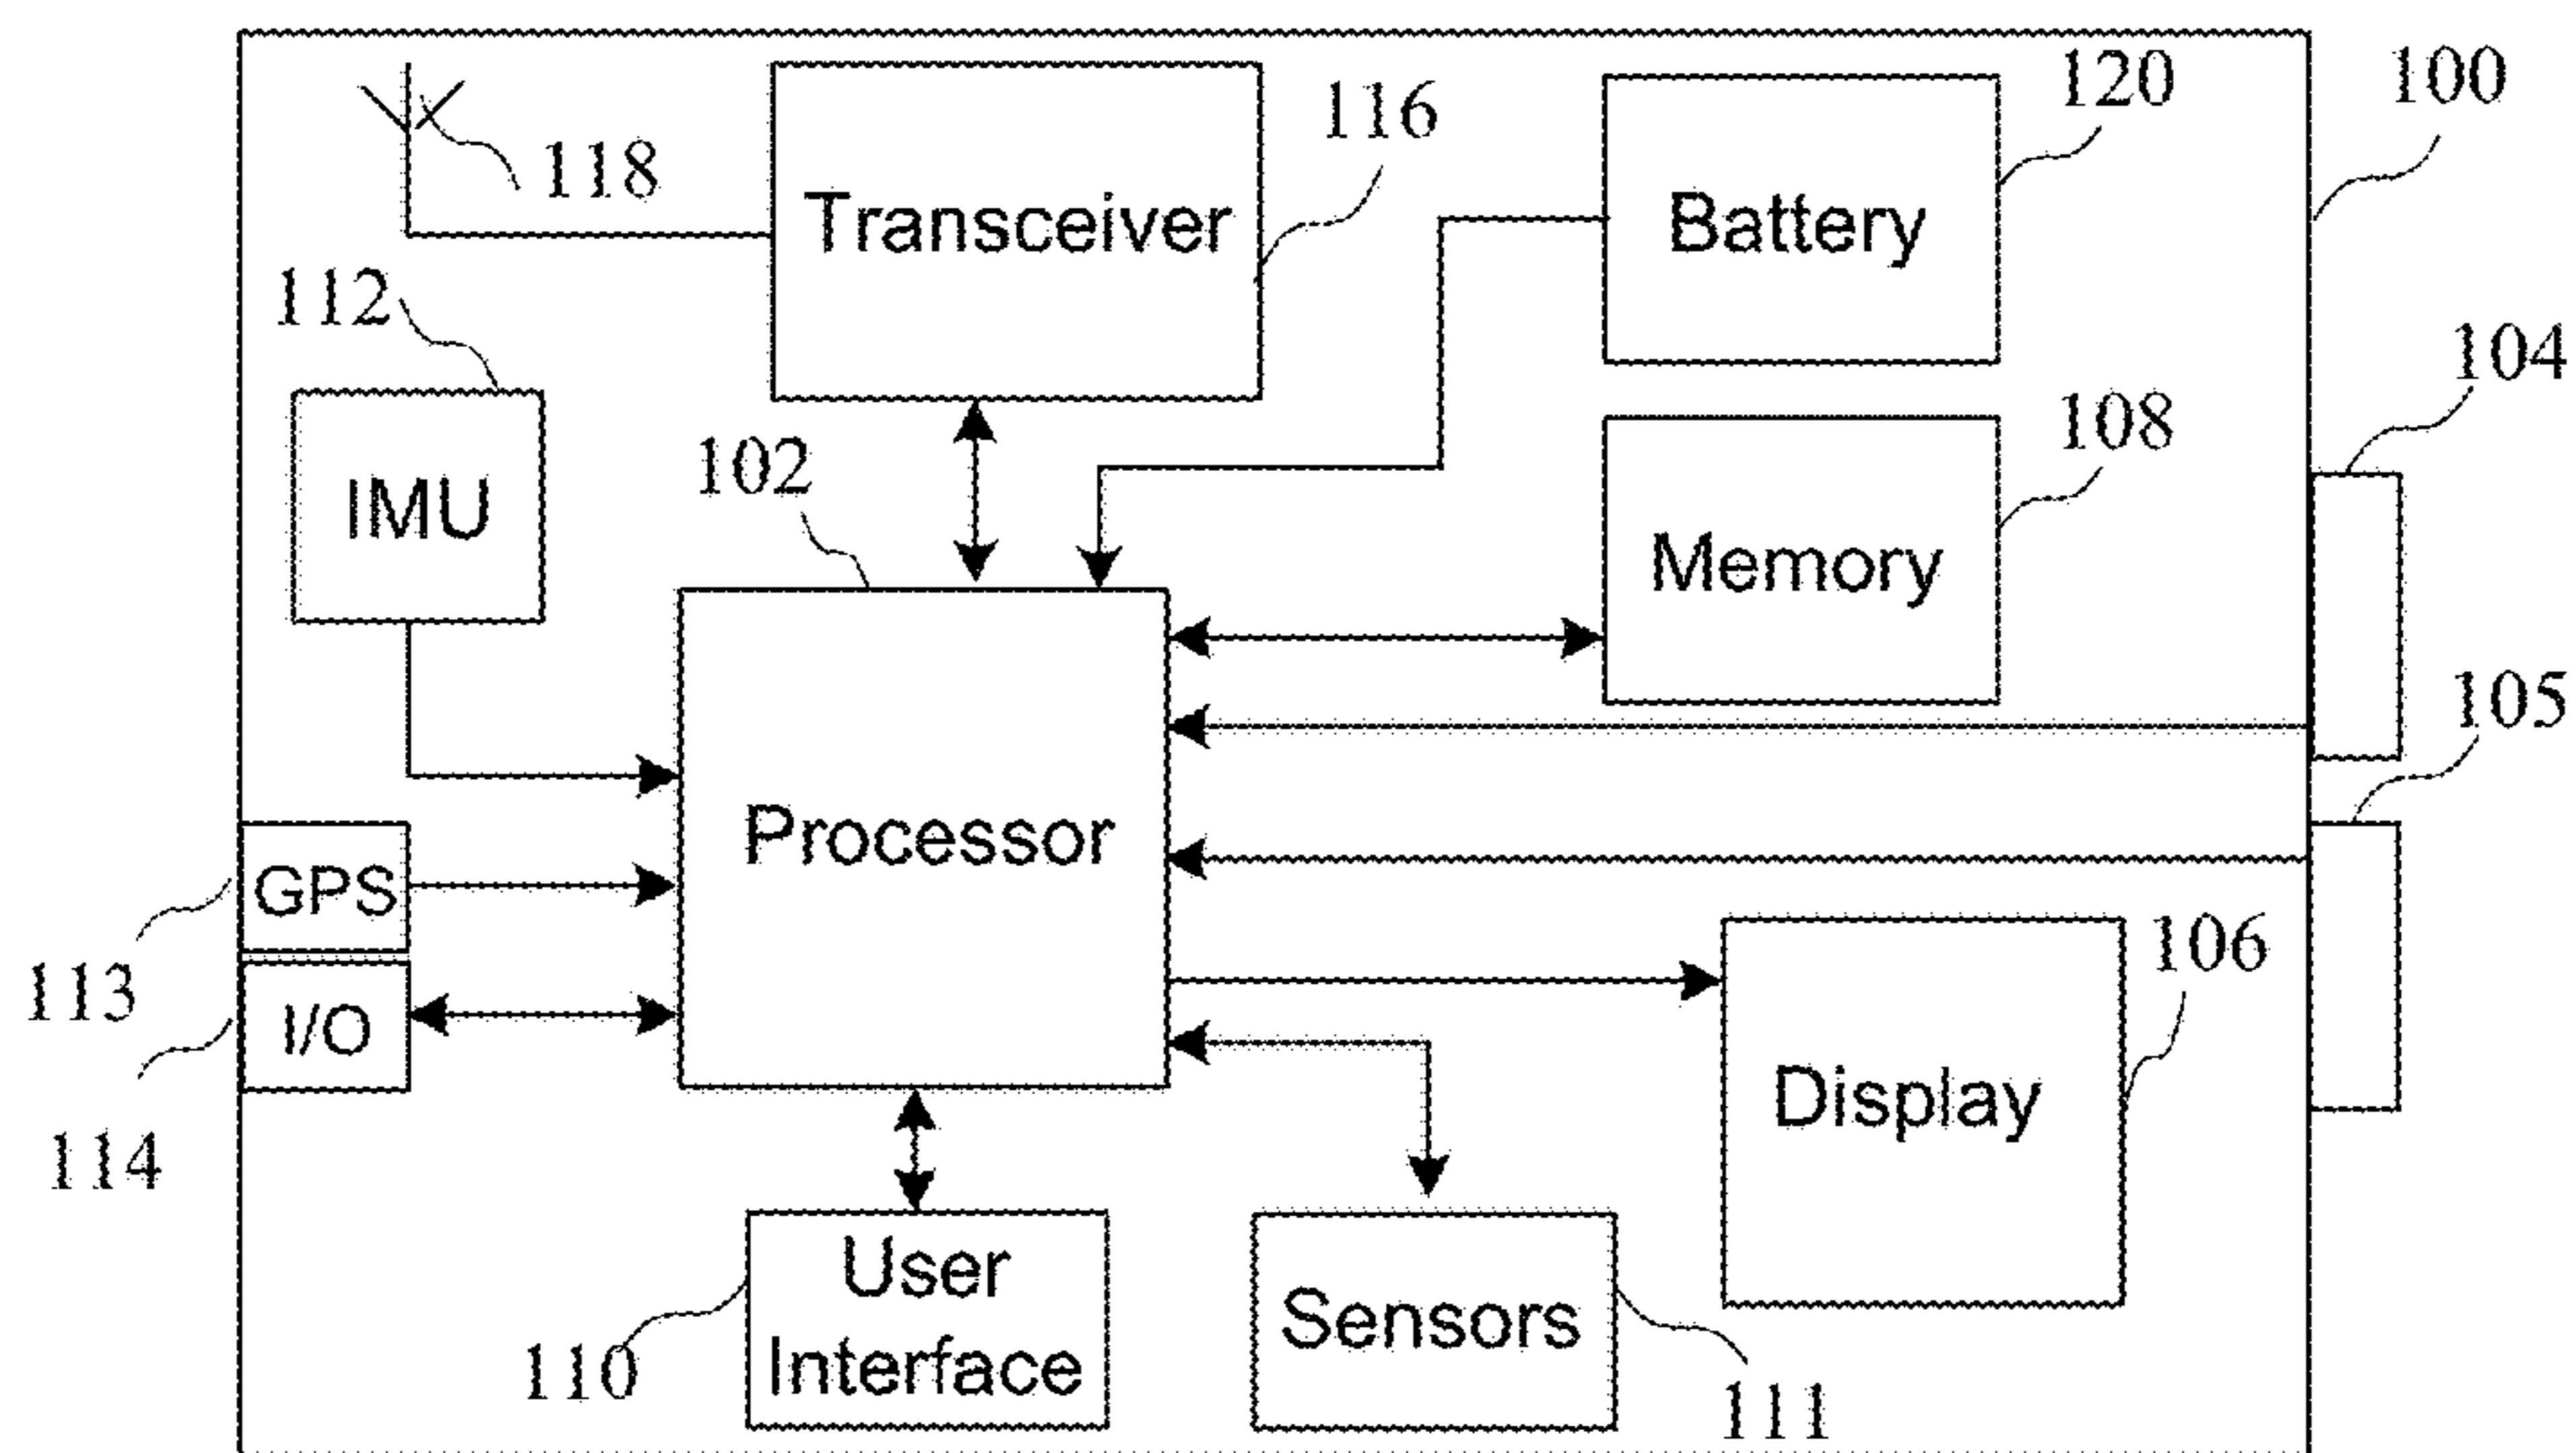 100
120
116
118
Transceiver
Battery
112
104
108
102
IMU
Memory
105
Processor
GPS
106
113
I/O
Display
114
User
Interface
Sensors
110
111